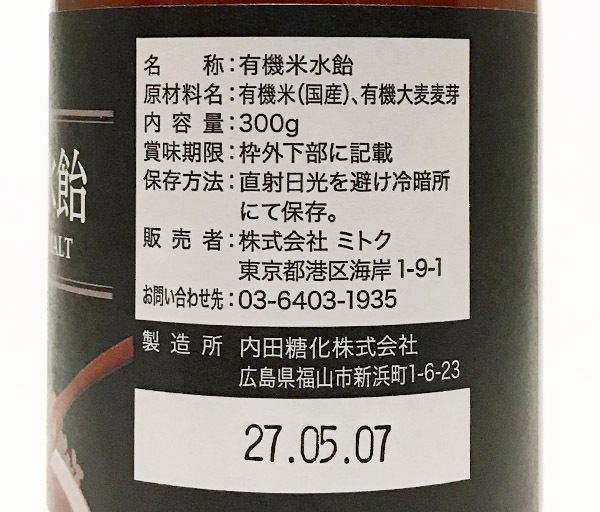 水飴
ALT
名称：有機米水飴
原材料名：有機米（国産）、有機大麦麦芽
内容量：300g
賞味期限：枠外下部に記載
保存方法：直射日光を避け冷暗所
にて保存。
販売者：株式会社 ミトク
東京都港区海岸1-9-1
お問い合わせ先：03-6403-1935
製造所 内田糖化株式会社
広島県福山市新浜町1-6-23
27.05.07